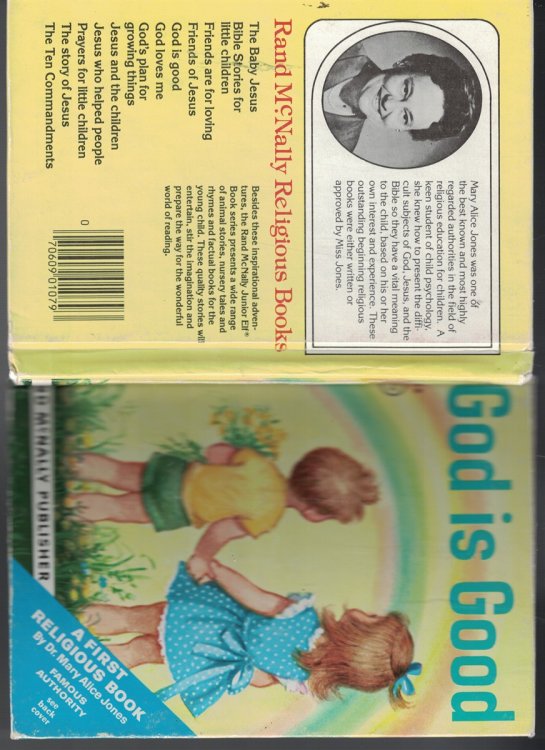 Mary Alice Jones was one of
the best known and most highly
regarded authorities in the field of
religious education for children. A
keen student of child psychology,
she knew how to present the diffi-
cult subjects of God, Jesus, and the
Bible so they have a vital meaning
to the child, based on his or her
own interest and experience. These
outstanding beginning religious
books were either written or
approved by Miss Jones.
Rand McNally Religious Books
The Baby Jesus
Bible Stories for
little children
Friends are for loving
Friends of Jesus
God is good
God loves me
God's plan for
growing things
Jesus and the children
Jesus who helped people
Prayers for little children
The story of Jesus
The Ten Commandments
Besides these inspirational adven-
tures, the Rand McNally Junior Elf®
Book series presents a wide range
of animal stories, nursery tales and
rhymes and factual books for the
young child. These quality stories will
entertain, stir the imagination and
prepare the way for the wonderful
world of reading.
0
70609 01079
God is Good
A FIRST
RELIGIOUS BOOK
By Dr. Mary Alice Jones
FAMOUS
AUTHORITY
see
back
cover
McNALLY PUBLISHER